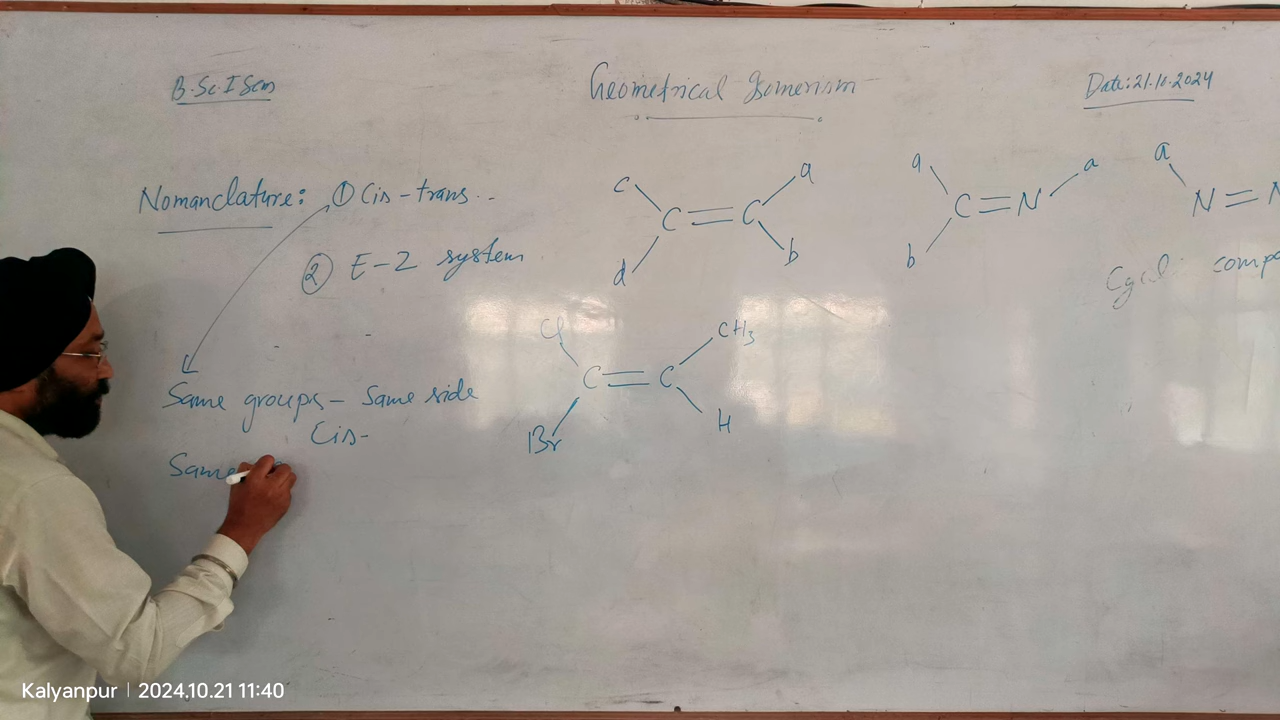 B.Sc. I Sem
Geometrical Isomerism
Date: 21.10.2024
Nomanclature: ① Cis-trans..
② E-Z system
c a
C=C
d b
a a
C=N
b
a
N=N
Cyclic compo
Same groups - Same side
Cis-
Same
Cl CH3
C=C
Br H
Kalyanpur | 2024.10.21 11:40